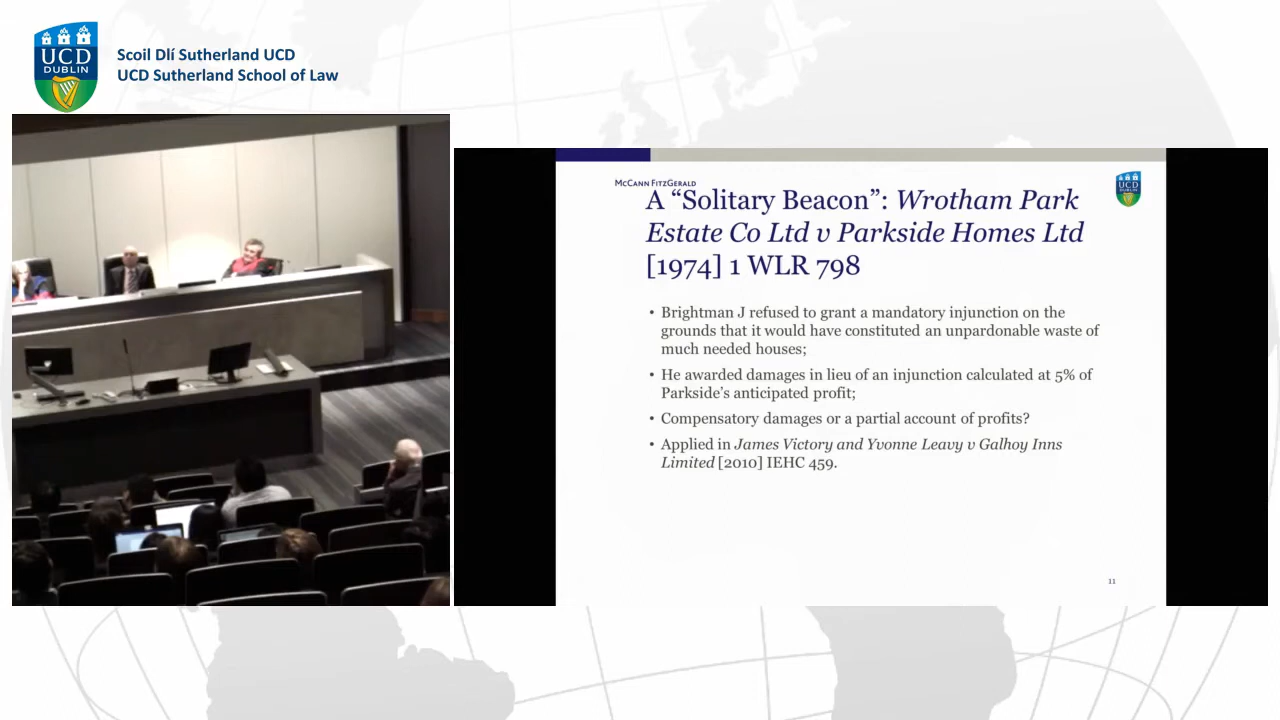 UCD
DUBLIN
Scoil Dlí Sutherland UCD
UCD Sutherland School of Law
McCann FitzGerald
UCD
DUBLIN
A “Solitary Beacon”: Wrotham Park
Estate Co Ltd v Parkside Homes Ltd
[1974] 1 WLR 798
• Brightman J refused to grant a mandatory injunction on the
grounds that it would have constituted an unpardonable waste of
much needed houses;
• He awarded damages in lieu of an injunction calculated at 5% of
Parkside’s anticipated profit;
• Compensatory damages or a partial account of profits?
• Applied in James Victory and Yvonne Leavy v Galhoy Inns
Limited [2010] IEHC 459.
11